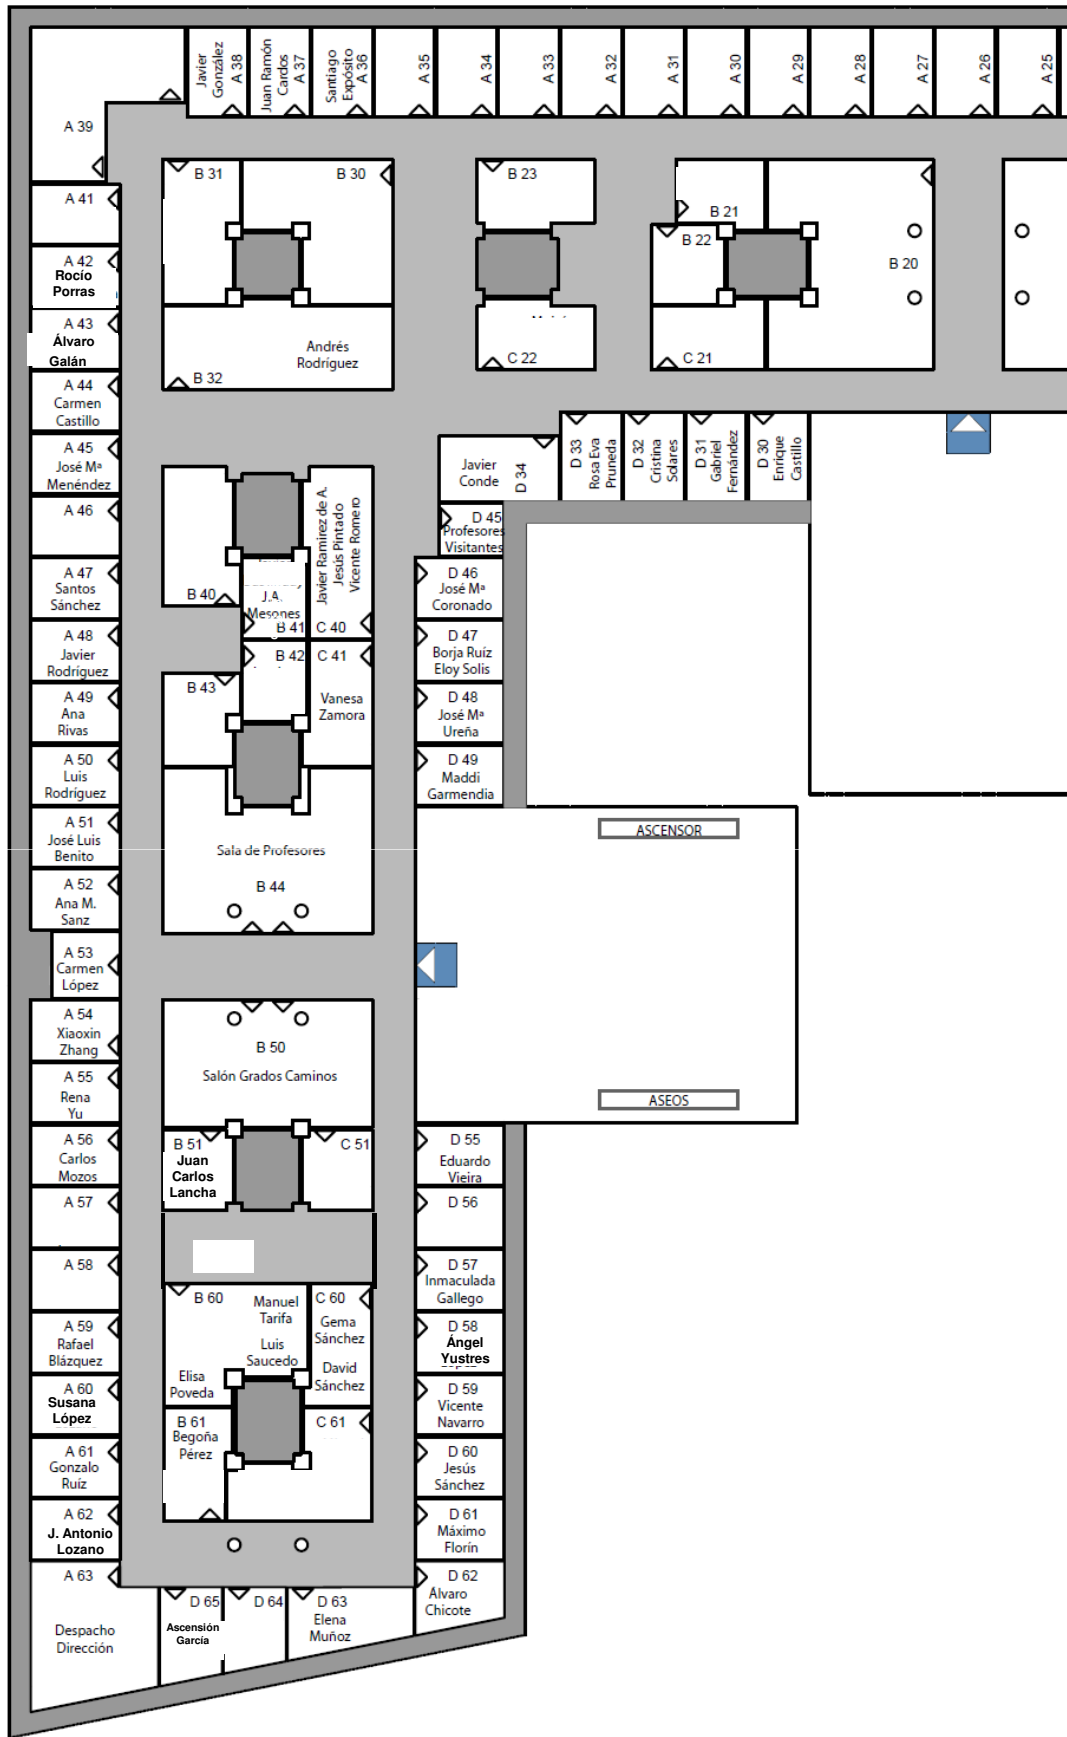 Javier
González
A 38
Juan Ramón
Cardos
A 37
Santiago
Expósito
A 36
A 35
A 34
A 33
A 32
A 31
A 30
A 29
A 28
A 27
A 26
A 25
A 39
B 31
B 30
B 23
B 21
B 22
B 20
A 41
A 42
Rocío
Porras
A 43
Álvaro
Galán
Andrés
Rodríguez
B 32
C 22
C 21
A 44
Carmen
Castillo
A 45
José Mª
Menéndez
Javier
Conde
D 34
D 33
Rosa Eva
Pruneda
D 32
Cristina
Solares
D 31
Gabriel
Fernández
D 30
Enrique
Castillo
A 46
D 45
Profesores
Visitantes
Javier Ramirez de A.
Jesús Pintado
Vicente Romero
A 47
Santos
Sánchez
B 40
J.A.
Mesones
B 41
C 40
D 46
José Mª
Coronado
A 48
Javier
Rodríguez
B 42
C 41
D 47
Borja Ruíz
Eloy Solis
A 49
Ana
Rivas
B 43
Vanesa
Zamora
D 48
José Mª
Ureña
A 50
Luis
Rodríguez
D 49
Maddi
Garmendia
A 51
José Luis
Benito
Sala de Profesores
B 44
ASCENSOR
A 52
Ana M.
Sanz
A 53
Carmen
López
A 54
Xiaoxin
Zhang
B 50
Salón Grados Caminos
A 55
Rena
Yu
ASEOS
A 56
Carlos
Mozos
B 51
Juan
Carlos
Lancha
C 51
D 55
Eduardo
Vieira
A 57
D 56
A 58
D 57
Inmaculada
Gallego
B 60
Manuel
Tarifa
Luis
Saucedo
Elisa
Poveda
C 60
Gema
Sánchez
David
Sánchez
A 59
Rafael
Blázquez
D 58
Ángel
Yustres
A 60
Susana
López
B 61
Begoña
Pérez
C 61
D 59
Vicente
Navarro
A 61
Gonzalo
Ruíz
D 60
Jesús
Sánchez
A 62
J. Antonio
Lozano
D 61
Máximo
Florín
A 63
Despacho
Dirección
D 65
Ascensión
García
D 64
D 63
Elena
Muñoz
D 62
Álvaro
Chicote